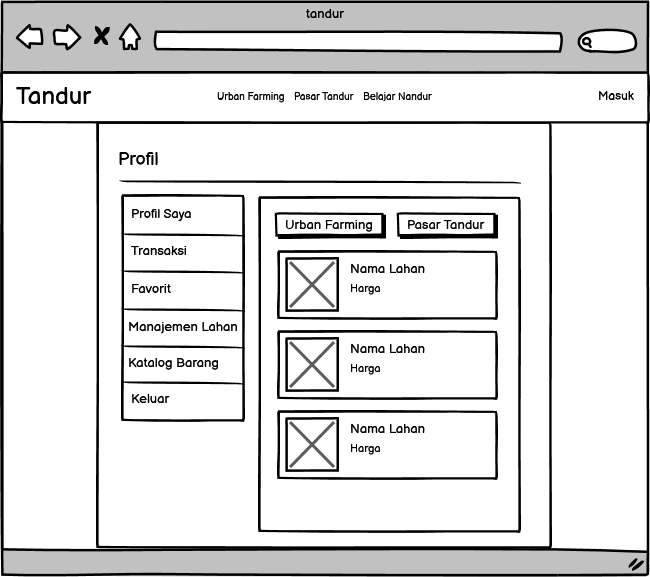 tandur
Tandur
Urban Farming Pasar Tandur Belajar Nandur
Masuk
Profil
Profil Saya
Transaksi
Favorit
Manajemen Lahan
Katalog Barang
Keluar
Urban Farming
Pasar Tandur
Nama Lahan
Harga
Nama Lahan
Harga
Nama Lahan
Harga